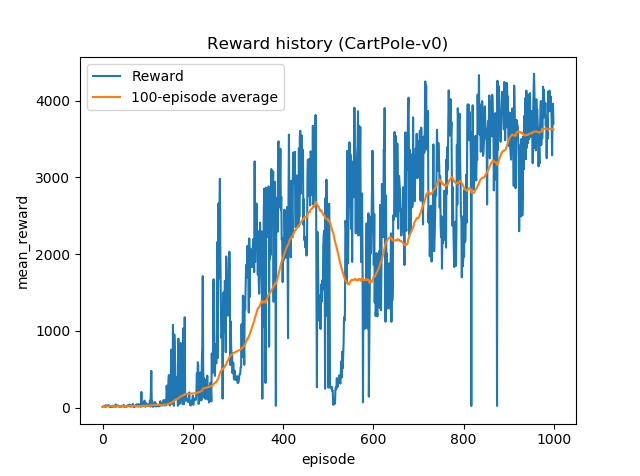 Reward history (CartPole-v0)
Reward
100-episode average
mean_reward
4000
3000
2000
1000
0
0 200 400 600 800 1000
episode